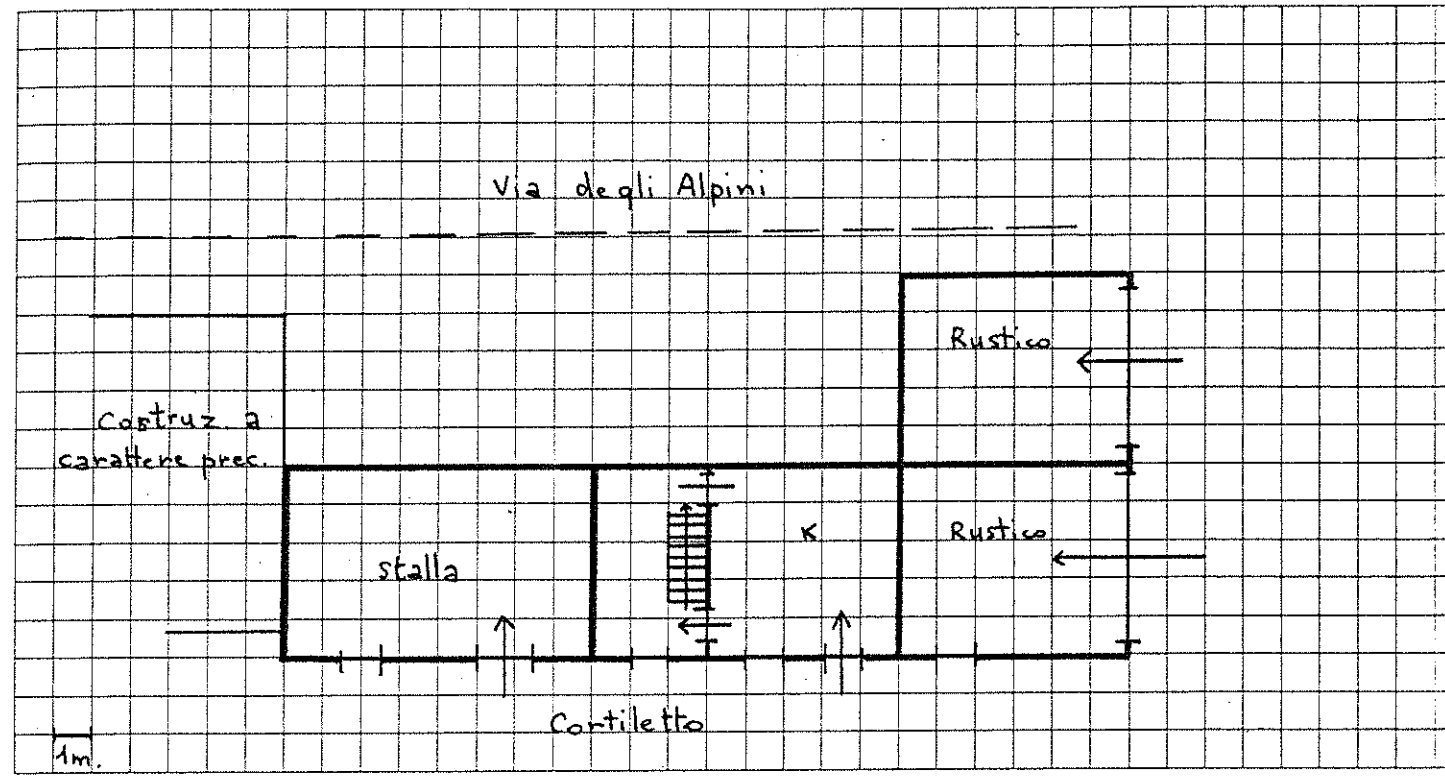 Via degli Alpini
Rustico
Costruz. a
carattere prec.
stalla
K
Rustico
Cortiletto
1m.